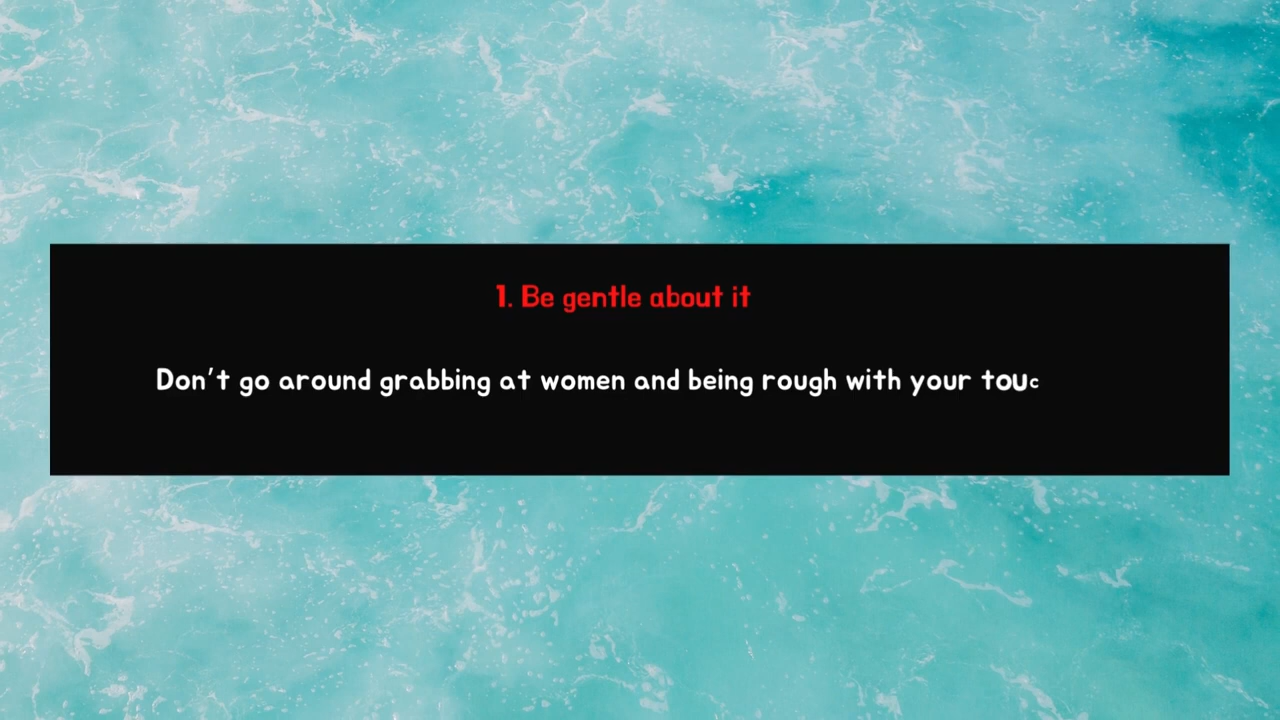 1. Be gentle about it
Don't go around grabbing at women and being rough with your touc